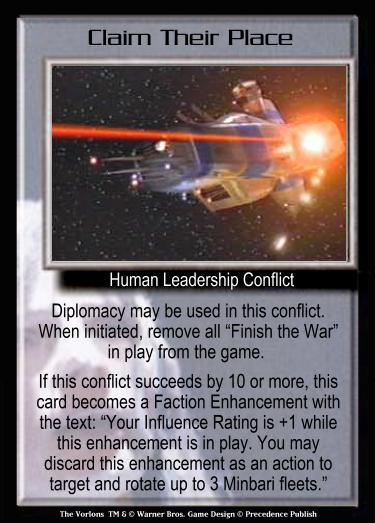 Claim Their Place
Human Leadership Conflict
Diplomacy may be used in this conflict.
When initiated, remove all “Finish the War”
in play from the game.
If this conflict succeeds by 10 or more, this
card becomes a Faction Enhancement with
the text: “Your Influence Rating is +1 while
this enhancement is in play. You may
discard this enhancement as an action to
target and rotate up to 3 Minbari fleets.”
The Vorlons TM & © Warner Bros. Game Design © Precedence Publish